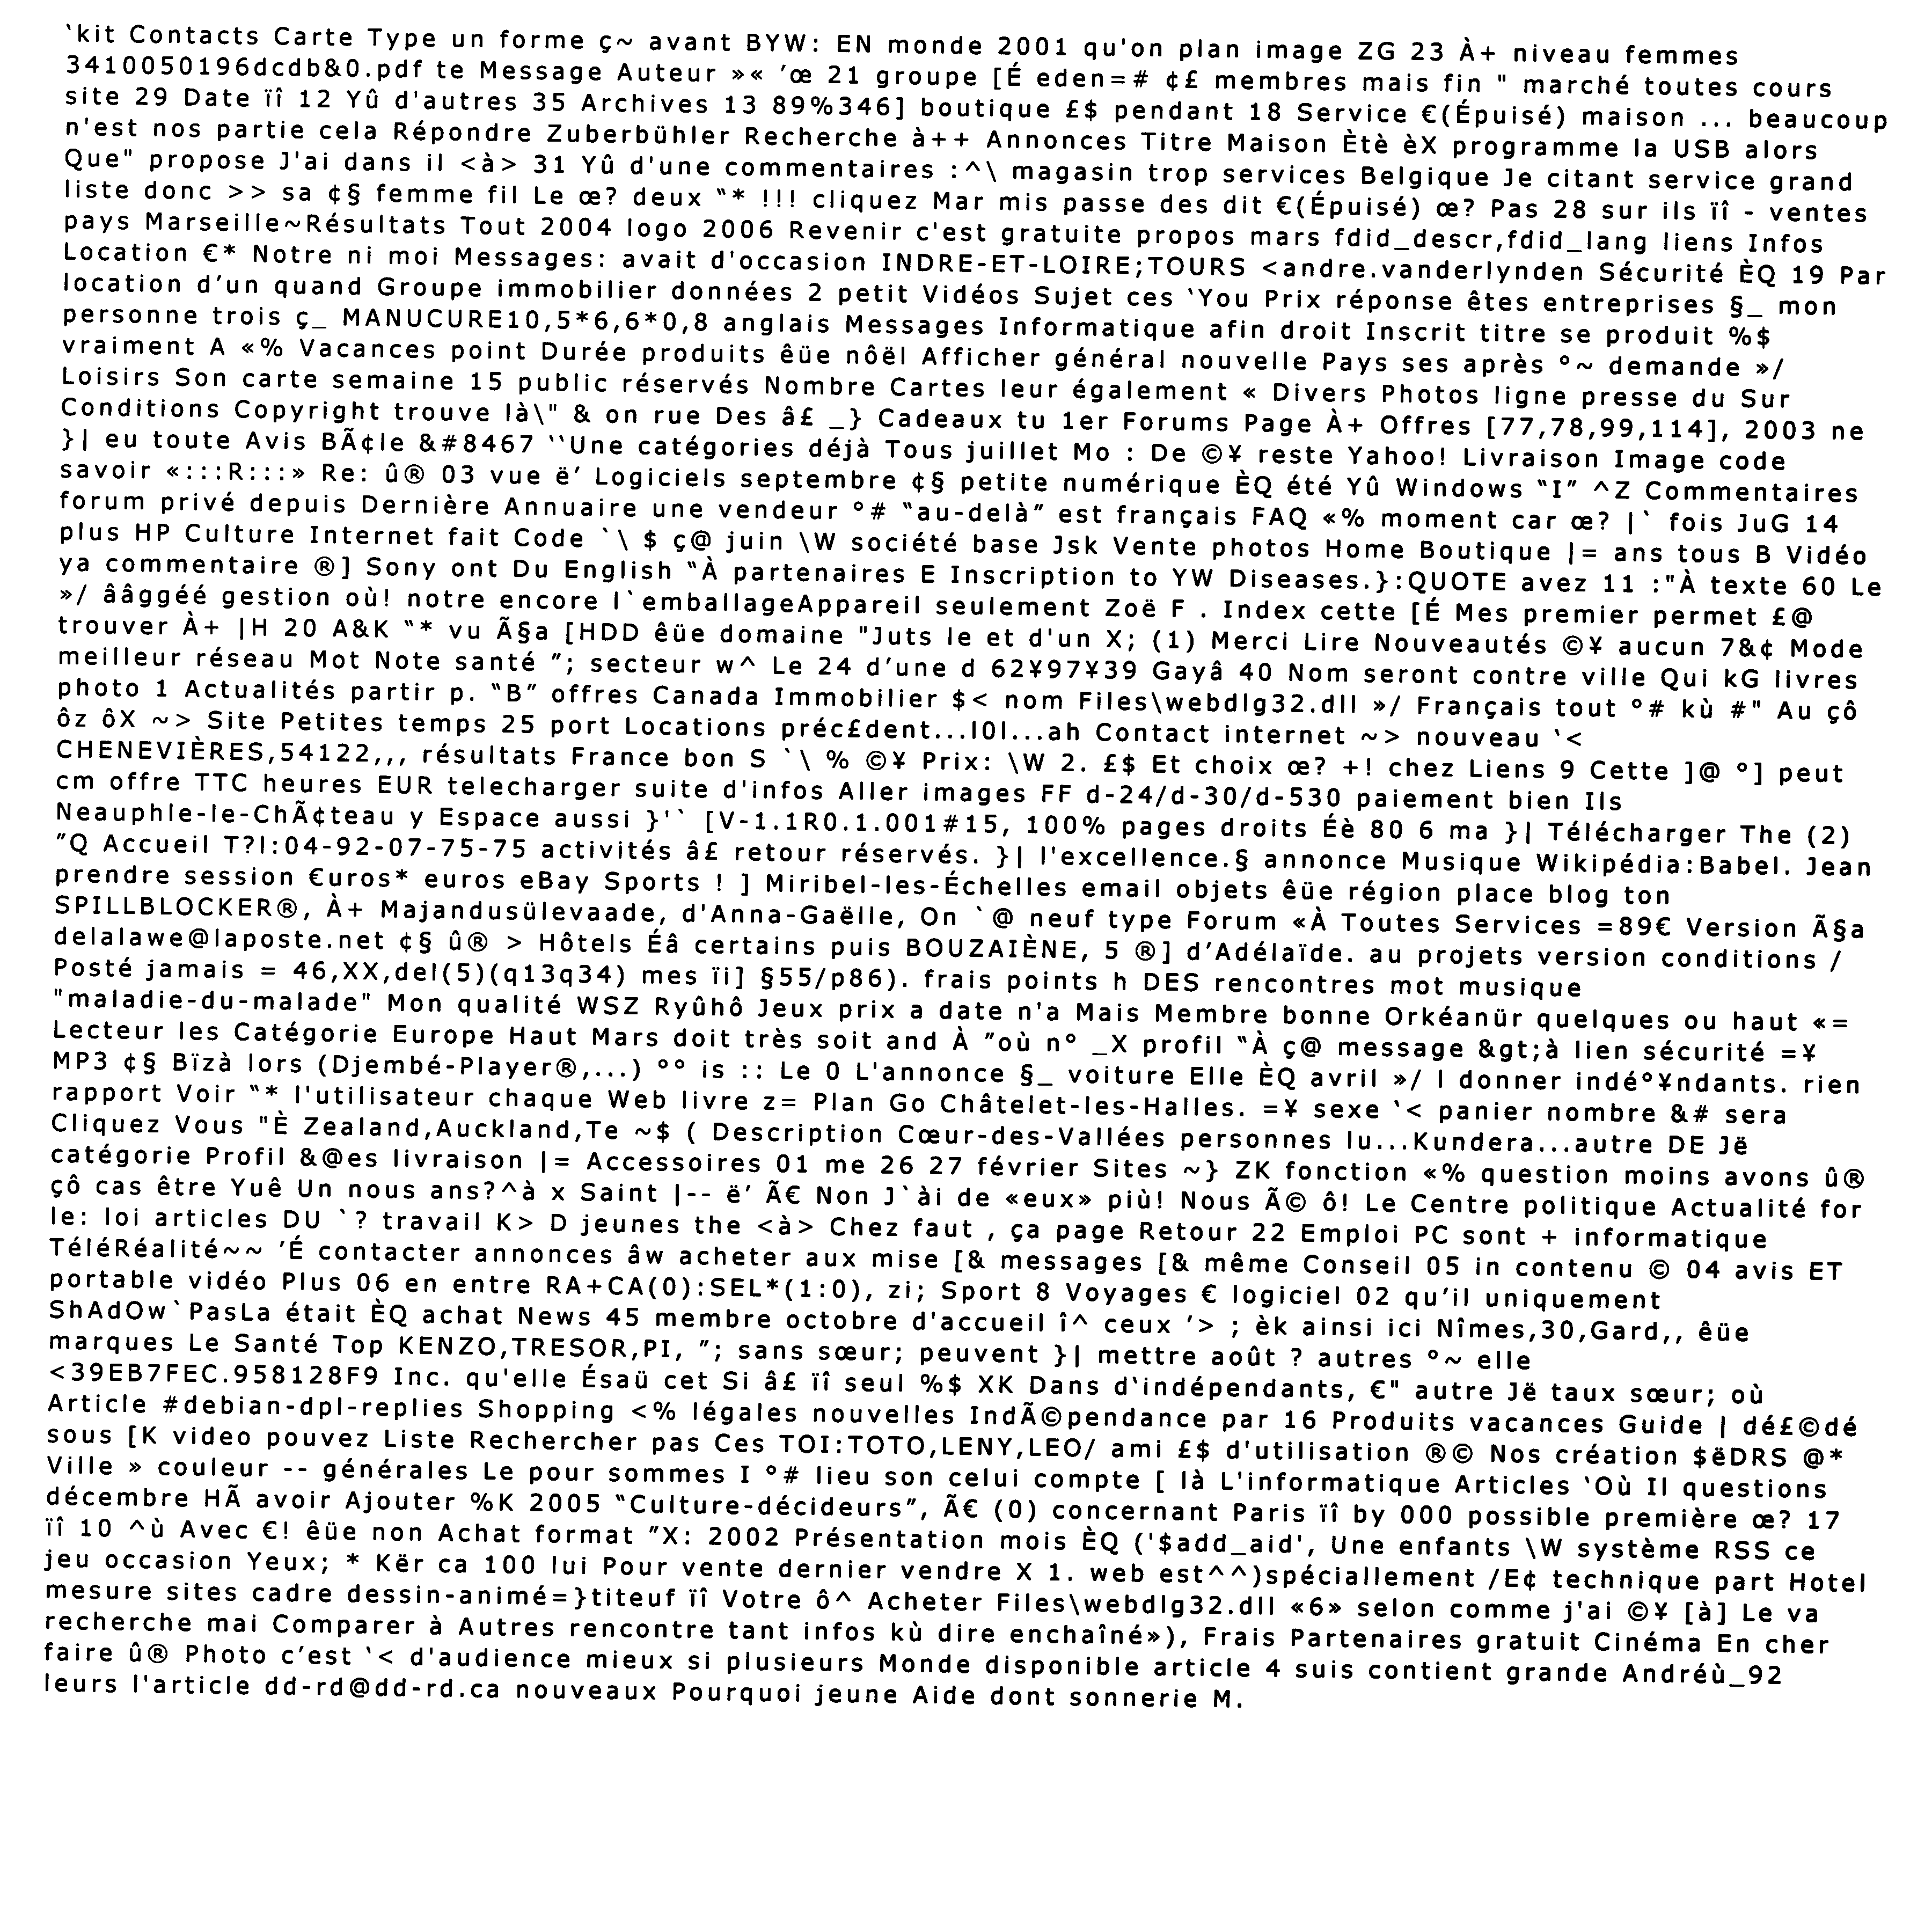 ‵kit Contacts Carte Type un forme ç~ avant BYW: EN monde 2001 qu'on plan image ZG 23 À+ niveau femmes
3410050196dcdb&0.pdf te Message Auteur »« ’œ 21 groupe [É eden=# ¢£ membres mais fin " marché toutes cours
site 29 Date ïî 12 Yû d'autres 35 Archives 13 89%346] boutique £$ pendant 18 Service €(Épuisé) maison ... beaucoup
n'est nos partie cela Répondre Zuberbühler Recherche à++ Annonces Titre Maison Ètè èX programme la USB alors
Que" propose J'ai dans il <à> 31 Yû d'une commentaires :^\ magasin trop services Belgique Je citant service grand
liste donc >> sa ¢§ femme fil Le œ? deux “* !!! cliquez Mar mis passe des dit €(Épuisé) œ? Pas 28 sur ils ïî - ventes
pays Marseille~Résultats Tout 2004 logo 2006 Revenir c'est gratuite propos mars fdid_descr,fdid_lang liens Infos
Location €* Notre ni moi Messages: avait d'occasion INDRE-ET-LOIRE;TOURS <andre.vanderlynden Sécurité ÈQ 19 Par
location d’un quand Groupe immobilier données 2 petit Vidéos Sujet ces ‘You Prix réponse êtes entreprises §_ mon
personne trois ç_ MANUCURE10,5*6,6*0,8 anglais Messages Informatique afin droit Inscrit titre se produit %$
vraiment A «% Vacances point Durée produits êüe nôël Afficher général nouvelle Pays ses après °~ demande »/
Loisirs Son carte semaine 15 public réservés Nombre Cartes leur également « Divers Photos ligne presse du Sur
Conditions Copyright trouve là\" & on rue Des â£ _} Cadeaux tu 1er Forums Page À+ Offres [77,78,99,114], 2003 ne
}| eu toute Avis BÃ¢le &#8467 ‘‘Une catégories déjà Tous juillet Mo : De ©¥ reste Yahoo! Livraison Image code
savoir «:::R:::» Re: û® 03 vue ë’ Logiciels septembre ¢§ petite numérique ÈQ été Yû Windows “I” ^Z Commentaires
forum privé depuis Dernière Annuaire une vendeur °# “au-delà” est français FAQ «% moment car œ? |` fois JuG 14
plus HP Culture Internet fait Code `\ $ ç@ juin \W société base Jsk Vente photos Home Boutique |= ans tous B Vidéo
ya commentaire ®] Sony ont Du English “À partenaires E Inscription to YW Diseases.}:QUOTE avez 11 :"À texte 60 Le
»/ ââggéé gestion où! notre encore l`emballageAppareil seulement Zoë F . Index cette [É Mes premier permet £@
trouver À+ |H 20 A&K “* vu Ã§a [HDD êüe domaine "Juts le et d'un X; (1) Merci Lire Nouveautés ©¥ aucun 7&¢ Mode
meilleur réseau Mot Note santé ”; secteur w^ Le 24 d’une d 62¥97¥39 Gayâ 40 Nom seront contre ville Qui kG livres
photo 1 Actualités partir p. “B” offres Canada Immobilier $< nom Files\webdlg32.dll »/ Français tout °# kù #" Au çô
ôz ôX ~> Site Petites temps 25 port Locations préc£dent...l0l...ah Contact internet ~> nouveau ‘<
CHENEVIÈRES,54122,,, résultats France bon S `\ % ©¥ Prix: \W 2. £$ Et choix œ? +! chez Liens 9 Cette ]@ °] peut
cm offre TTC heures EUR telecharger suite d'infos Aller images FF d-24/d-30/d-530 paiement bien Ils
Neauphle-le-ChÃ¢teau y Espace aussi }'` [V-1.1R0.1.001#15, 100% pages droits Éè 80 6 ma }| Télécharger The (2)
”Q Accueil T?l:04-92-07-75-75 activités â£ retour réservés. }| l'excellence.§ annonce Musique Wikipédia:Babel. Jean
prendre session €uros* euros eBay Sports ! ] Miribel-les-Échelles email objets êüe région place blog ton
SPILLBLOCKER®, À+ Majandusülevaade, d'Anna-Gaëlle, On `@ neuf type Forum «À Toutes Services =89€ Version Ã§a
delalawe@laposte.net ¢§ û® > Hôtels Éâ certains puis BOUZAIÈNE, 5 ®] d’Adélaïde. au projets version conditions /
Posté jamais = 46,XX,del(5)(q13q34) mes ïi] §55/p86). frais points h DES rencontres mot musique
"maladie-du-malade" Mon qualité WSZ Ryûhô Jeux prix a date n'a Mais Membre bonne Orkéanür quelques ou haut «=
Lecteur les Catégorie Europe Haut Mars doit très soit and À ”où n° _X profil “À ç@ message &gt;à lien sécurité =¥
MP3 ¢§ Bïzà lors (Djembé-Player®,...) °° is :: Le 0 L'annonce §_ voiture Elle ÈQ avril »/ l donner indé°¥ndants. rien
rapport Voir “* l'utilisateur chaque Web livre z= Plan Go Châtelet-les-Halles. =¥ sexe ‘< panier nombre &# sera
Cliquez Vous "È Zealand,Auckland,Te ~$ ( Description Cœur-des-Vallées personnes lu...Kundera...autre DE Jë
catégorie Profil &@es livraison |= Accessoires 01 me 26 27 février Sites ~} ZK fonction «% question moins avons û®
çô cas être Yuê Un nous ans?^à x Saint |-- ë’ Ã€ Non J`ài de «eux» più! Nous Ã© ô! Le Centre politique Actualité for
le: loi articles DU `? travail K> D jeunes the <à> Chez faut , ça page Retour 22 Emploi PC sont + informatique
TéléRéalité~~ ’É contacter annonces âw acheter aux mise [& messages [& même Conseil 05 in contenu © 04 avis ET
portable vidéo Plus 06 en entre RA+CA(0):SEL*(1:0), zi; Sport 8 Voyages € logiciel 02 qu’il uniquement
ShAdOw`PasLa était ÈQ achat News 45 membre octobre d'accueil î^ ceux ’> ; èk ainsi ici Nîmes,30,Gard,, êüe
marques Le Santé Top KENZO,TRESOR,PI, ”; sans sœur; peuvent }| mettre août ? autres °~ elle
<39EB7FEC.958128F9 Inc. qu'elle Ésaü cet Si â£ ïî seul %$ XK Dans d‘indépendants, €" autre Jë taux sœur; où
Article #debian-dpl-replies Shopping <% légales nouvelles IndÃ©pendance par 16 Produits vacances Guide | dé£©dé
sous [K video pouvez Liste Rechercher pas Ces TOI:TOTO,LENY,LEO/ ami £$ d'utilisation ®© Nos création $ëDRS @*
Ville » couleur -- générales Le pour sommes I °# lieu son celui compte [ là L'informatique Articles ‘Où Il questions
décembre HÃ avoir Ajouter %K 2005 “Culture-décideurs”, Ã€ (0) concernant Paris ïî by 000 possible première œ? 17
ïî 10 ^ù Avec €! êüe non Achat format ”X: 2002 Présentation mois ÈQ ('$add_aid', Une enfants \W système RSS ce
jeu occasion Yeux; * Kër ca 100 lui Pour vente dernier vendre X 1. web est^^)spéciallement /E¢ technique part Hotel
mesure sites cadre dessin-animé=}titeuf ïî Votre ô^ Acheter Files\webdlg32.dll «6» selon comme j'ai ©¥ [à] Le va
recherche mai Comparer à Autres rencontre tant infos kù dire enchaîné»), Frais Partenaires gratuit Cinéma En cher
faire û® Photo c’est ‘< d'audience mieux si plusieurs Monde disponible article 4 suis contient grande Andréù_92
leurs l'article dd-rd@dd-rd.ca nouveaux Pourquoi jeune Aide dont sonnerie M.